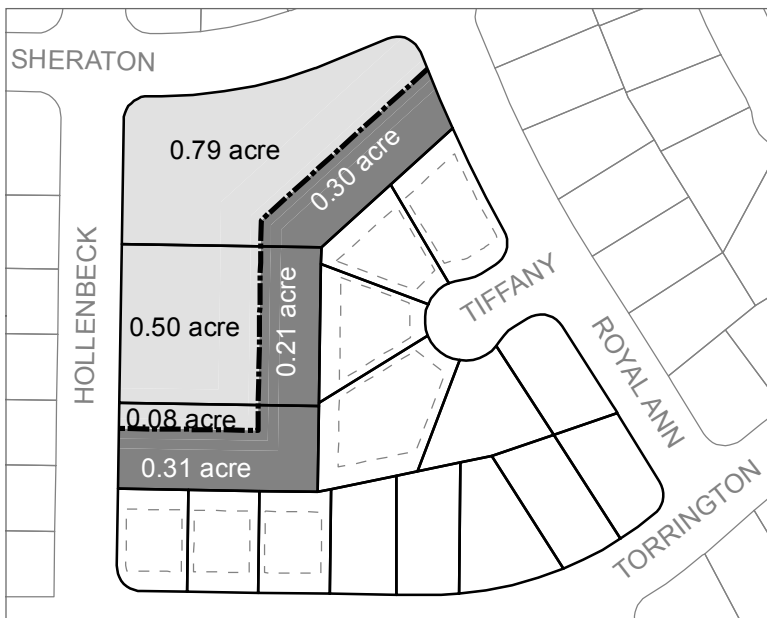 SHERATON
0.79 acre
0.30 acre
HOLLENBECK
0.50 acre
0.21 acre
TIFFANY
ROYAL ANN
0.08 acre
0.31 acre
TORRINGTON